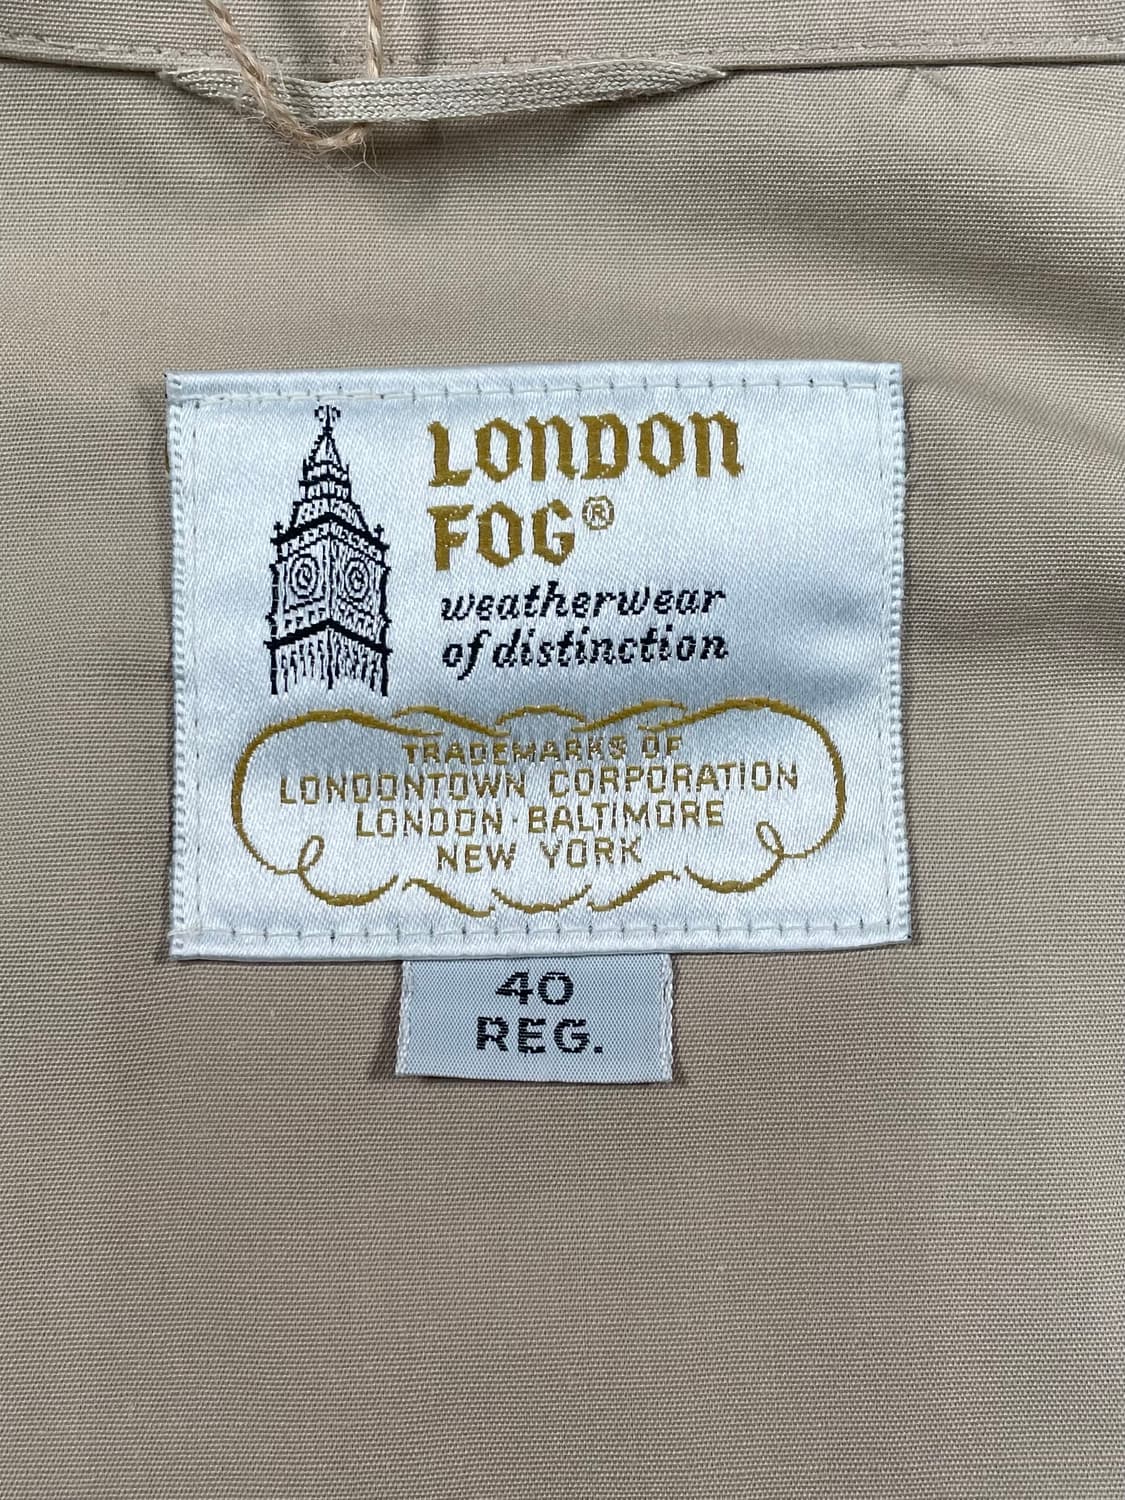 LONDON
FOG®
weatherwear
of distinction
TRADEMARKS OF
LONDONTOWN CORPORATION
LONDON · BALTIMORE
NEW YORK
40
REG.